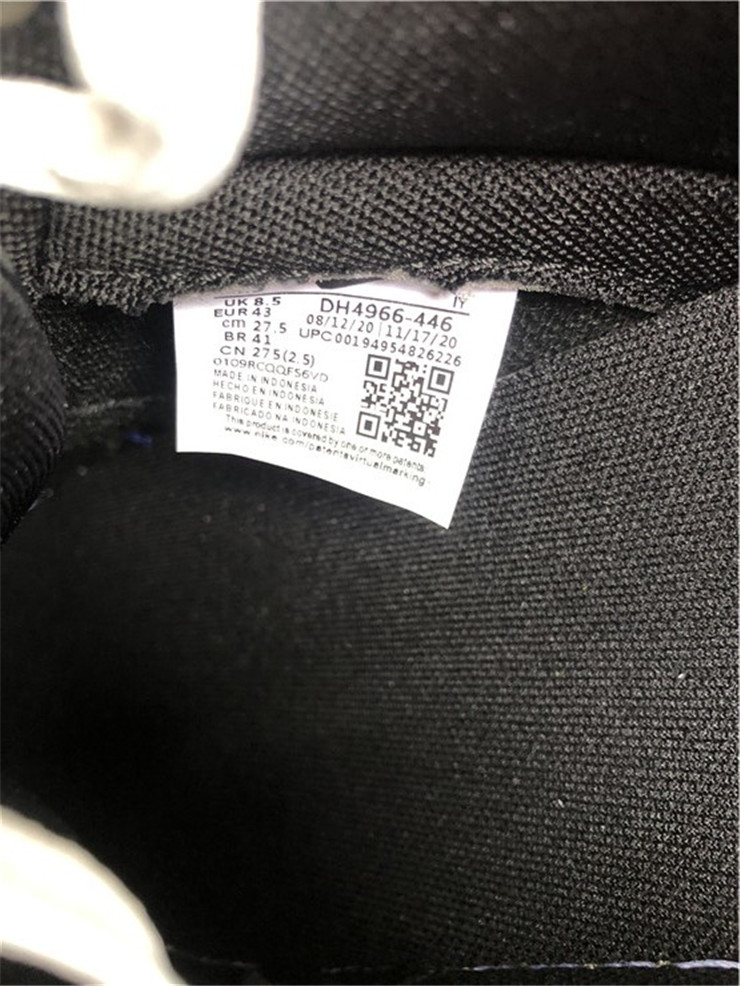 UK 8.5
EUR 43
cm 27.5
BR 41
CN 275(2.5)
IY
DH4966-446
08/12/20 | 11/17/20
UPC00194954826226
MADE IN INDONESIA
HECHO EN INDONESIA
FABRIQUE EN INDONESIE
FABRICADO NA INDONESIA
This product is covered by one or more patents
www.nike.com/patentsvirtualmarking